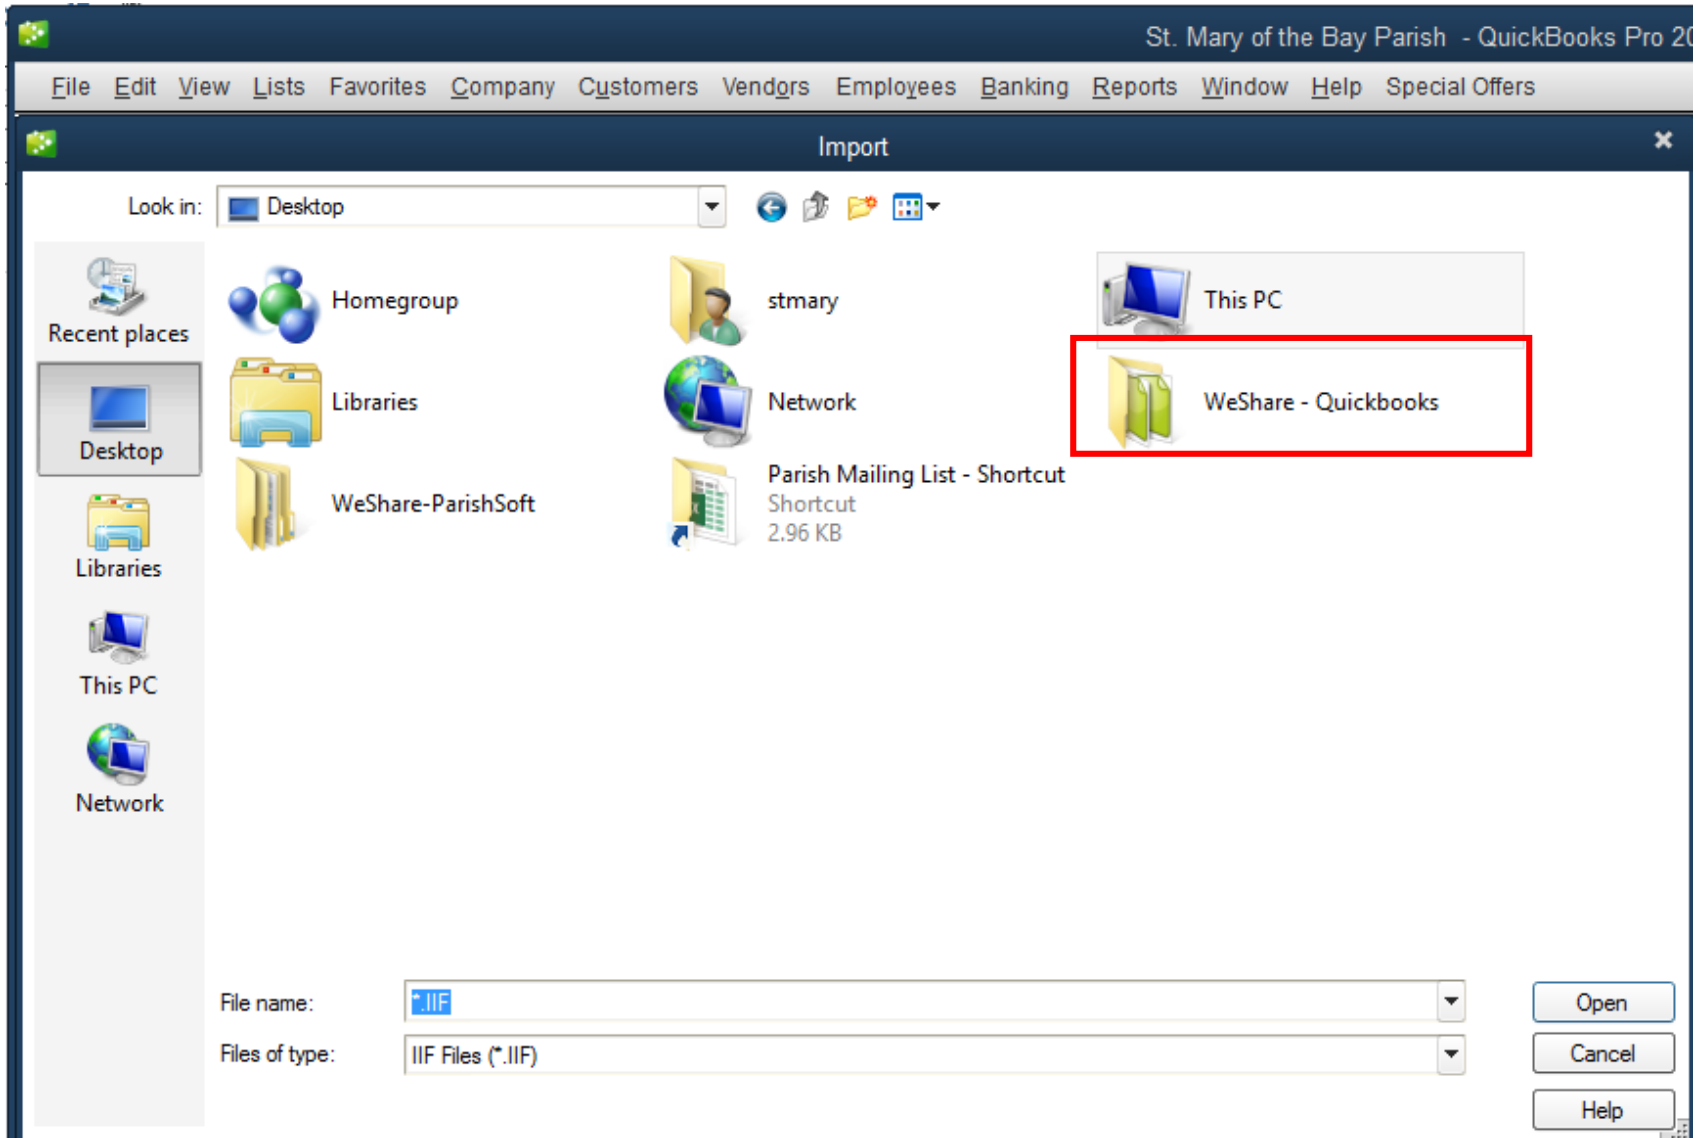 St. Mary of the Bay Parish - QuickBooks Pro 20
File Edit View Lists Favorites Company Customers Vendors Employees Banking Reports Window Help Special Offers
Import
Look in: Desktop
Recent places
Desktop
Libraries
This PC
Network
Homegroup
stmary
This PC
Libraries
Network
WeShare - Quickbooks
WeShare-ParishSoft
Parish Mailing List - Shortcut
Shortcut
2.96 KB
File name: *.IIF
Open
Files of type: IIF Files (*.IIF)
Cancel
Help